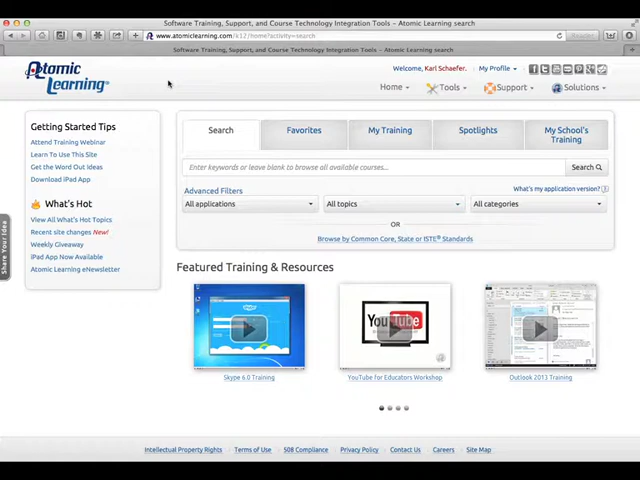 Software Training, Support, and Course Technology Integration Tools – Atomic Learning search
www.atomiclearning.com/k12/home?activity=search
Reader
Software Training, Support, and Course Technology Integration Tools – Atomic Learning search
Atomic Learning
Welcome, Karl Schaefer.
My Profile
Home
Tools
Support
Solutions
Share Your Idea
Getting Started Tips
Attend Training Webinar
Learn To Use This Site
Get the Word Out Ideas
Download iPad App
What's Hot
View All What's Hot Topics
Recent site changes New!
Weekly Giveaway
iPad App Now Available
Atomic Learning eNewsletter
Search
Favorites
My Training
Spotlights
My School's Training
Enter keywords or leave blank to browse all available courses...
Search
Advanced Filters
What's my application version?
All applications
All topics
All categories
OR
Browse by Common Core, State or ISTE® Standards
Featured Training & Resources
YouTube
Skype 6.0 Training
YouTube for Educators Workshop
Outlook 2013 Training
Intellectual Property Rights
Terms of Use
508 Compliance
Privacy Policy
Contact Us
Careers
Site Map